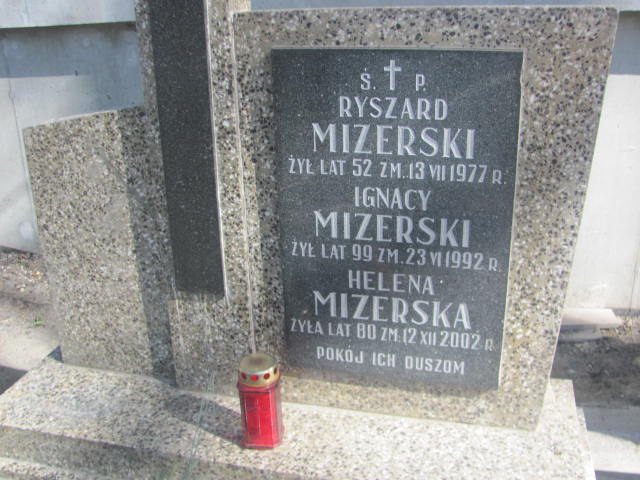 Ś. P.
RYSZARD
MIZERSKI
ŻYŁ LAT 52 ZM. 13 VII 1977 R.
IGNACY
MIZERSKI
ŻYŁ LAT 99 ZM. 23 VI 1992 R.
HELENA
MIZERSKA
ŻYŁA LAT 80 ZM. 12 XII 2002 R.
POKÓJ ICH DUSZOM